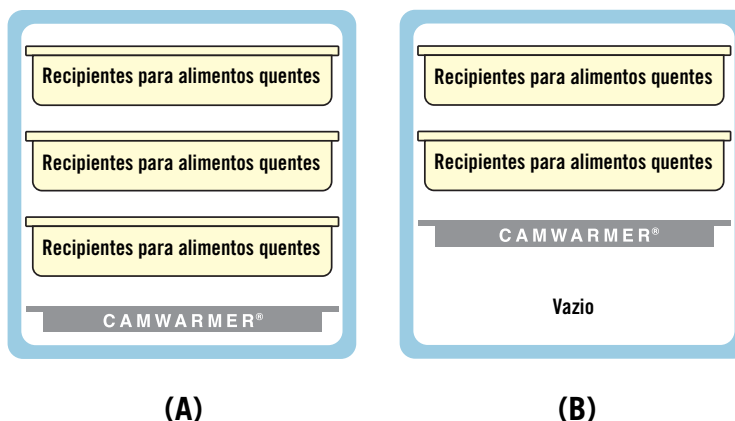 Recipientes para alimentos quentes
Recipientes para alimentos quentes
Recipientes para alimentos quentes
CAMWARMER®
(A)
Recipientes para alimentos quentes
Recipientes para alimentos quentes
CAMWARMER®
Vazio
(B)